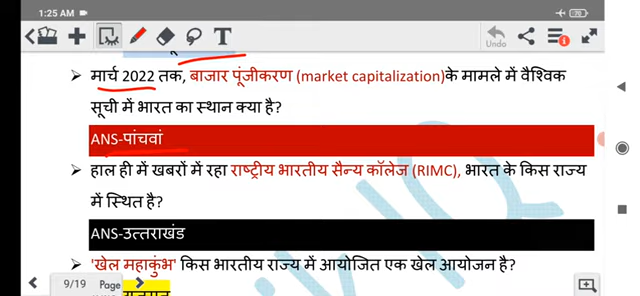 1:25 AM
70
Undo
मार्च 2022 तक, बाजार पूंजीकरण (market capitalization)के मामले में वैश्विक
सूची में भारत का स्थान क्या है?
ANS-पांचवां
हाल ही में खबरों में रहा राष्ट्रीय भारतीय सैन्य कॉलेज (RIMC), भारत के किस राज्य
में स्थित है?
ANS-उत्तराखंड
'खेल महाकुंभ' किस भारतीय राज्य में आयोजित एक खेल आयोजन है?
9/19 Page